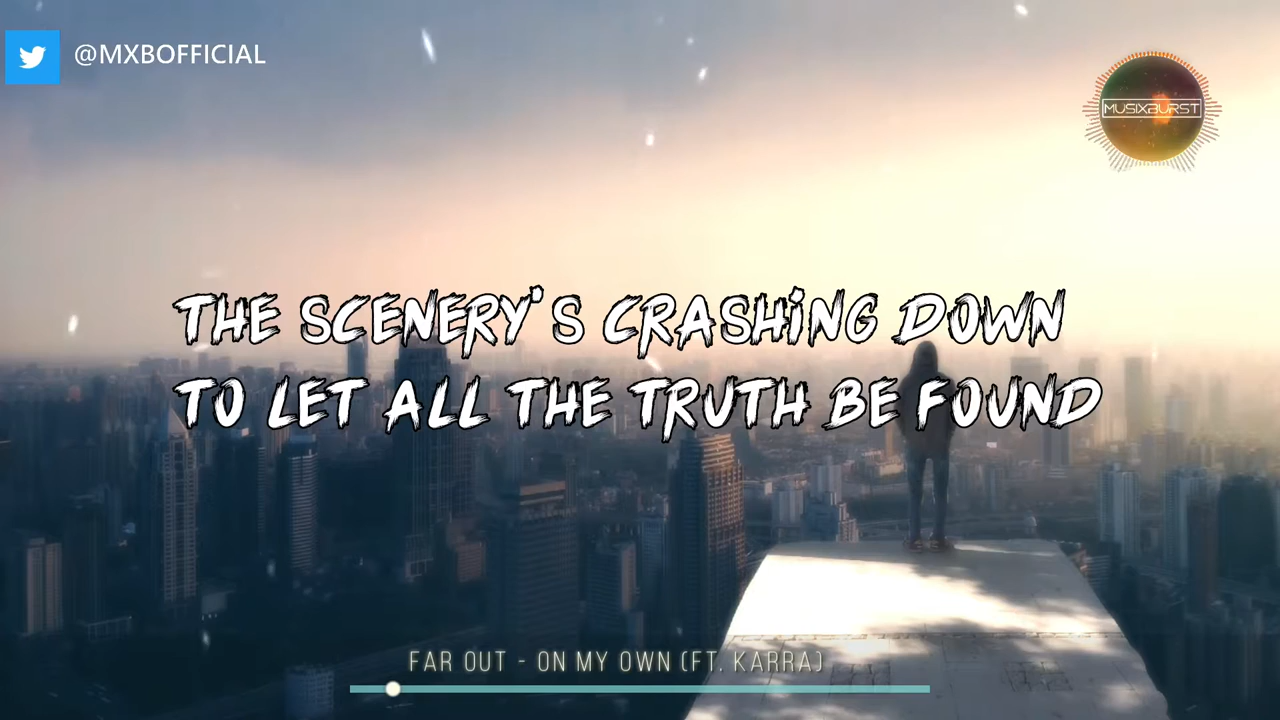 @MXBOFFICIAL
MUSIXBURST
THE SCENERY'S CRASHING DOWN
TO LET ALL THE TRUTH BE FOUND
FAR OUT - ON MY OWN (FT. KARRA)